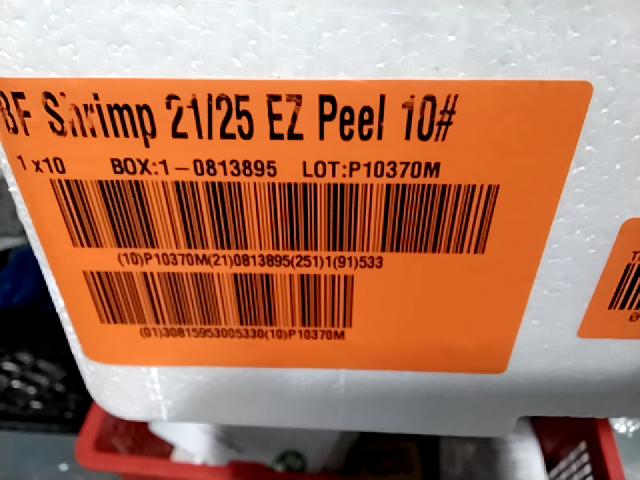 BF Shrimp 21/25 EZ Peel 10#
1 x10 BOX:1-0813895 LOT:P10370M
(10)P10370M(21)0813895(251)1(91)533
(01)30815953005330(10)P10370M